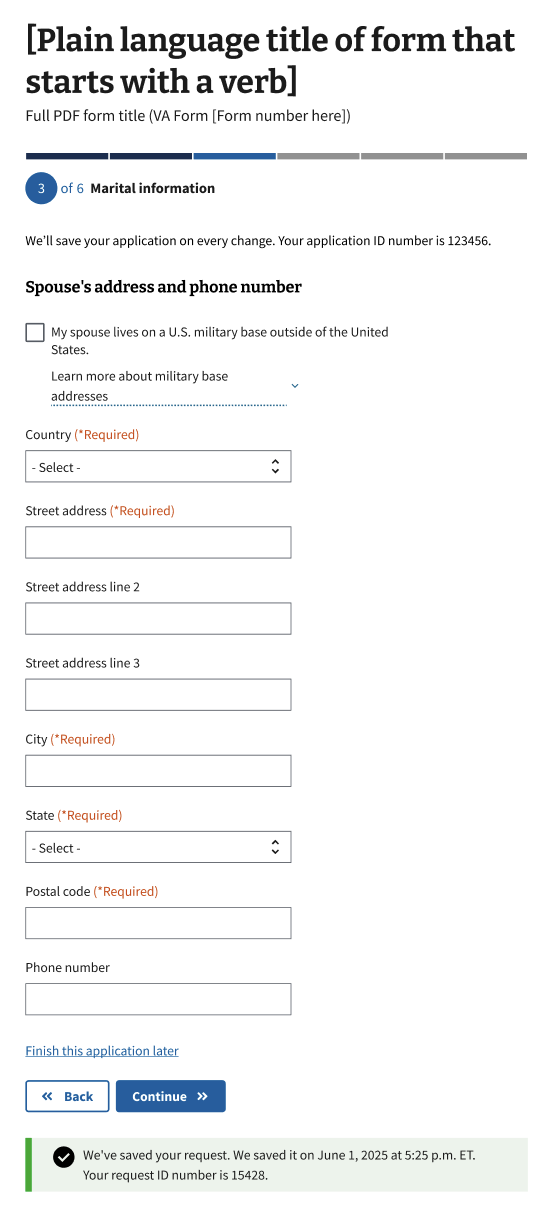 [Plain language title of form that
starts with a verb]
Full PDF form title (VA Form [Form number here])
3 of 6 Marital information
We'll save your application on every change. Your application ID number is 123456.
Spouse's address and phone number
My spouse lives on a U.S. military base outside of the United
States.
Learn more about military base
addresses
Country (*Required)
- Select -
Street address (*Required)
Street address line 2
Street address line 3
City (*Required)
State (*Required)
- Select -
Postal code (*Required)
Phone number
Finish this application later
Back
Continue
We've saved your request. We saved it on June 1, 2025 at 5:25 p.m. ET.
Your request ID number is 15428.